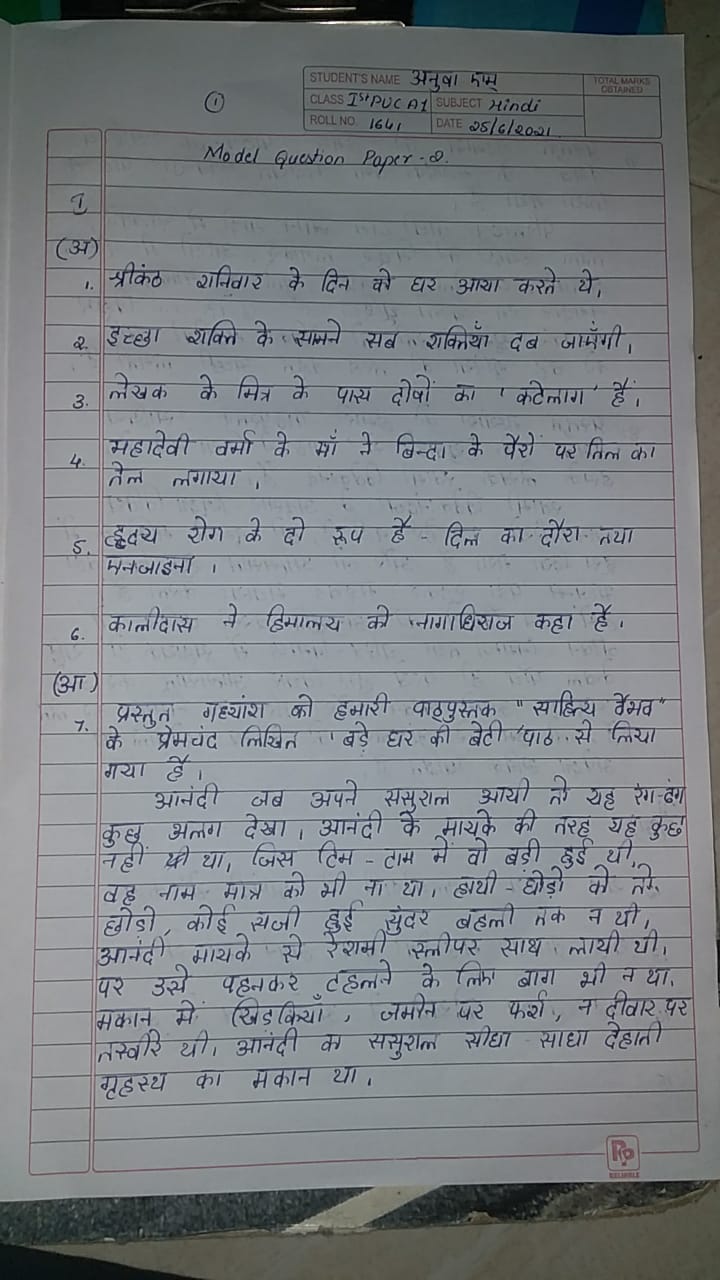 ①
STUDENT'S NAME अनुषा एम्
TOTAL MARKS OBTAINED
CLASS Ist PUC A1 SUBJECT Hindi
ROLL NO. 1641 DATE 25/6/2021
Model Question Paper - 2.
I
(अ)
1. श्रीकंठ शनिवार के दिन को घर आया करते थे।
2. इच्छा शक्ति के सामने सब शक्तियाँ दब जाएँगी।
3. लेखक के मित्र के पास दोषों का 'कटेलाग' है।
4. महादेवी वर्मा के माँ ने बिन्दा के पैरों पर तिल का
तेल लगाया।
5. हृदय रोग के दो रूप है - दिल का दौरा तथा
एनजाइना।
6. कालीदास ने हिमालय को नागाधिराज कहां है।
(आ)
7. प्रस्तुत गद्यांश को हमारी पाठ्पुस्तक "साहित्य वैभव"
के प्रेमचंद लिखित 'बड़े घर की बेटी' पाठ से लिया
गया है।
आनंदी जब अपने ससुराल आयी तो यह रंग-ढंग
कुछ अलग देखा। आनंदी के मायके की तरह यह कुछ
नहीं था, जिस टिम-टाम में वो बड़ी हुई थी,
वह नाम मात्र को भी ना था। हाथी-घोड़ो को तो
छोडो, कोई सजी हुई सुंदर बहली तक न थी।
आनंदी मायके से रेशमी स्लीपर साथ लायी थी।
पर उसे पहनकर टहलने के लिए बाग भी न था।
मकान में खिडकियाँ, जमीन पर फर्श, न दीवार पर
तस्वीरे थी। आनंदी का ससुराल सीधा-साधा देहाती
गृहस्थ का मकान था।
Rp
RELIABLE